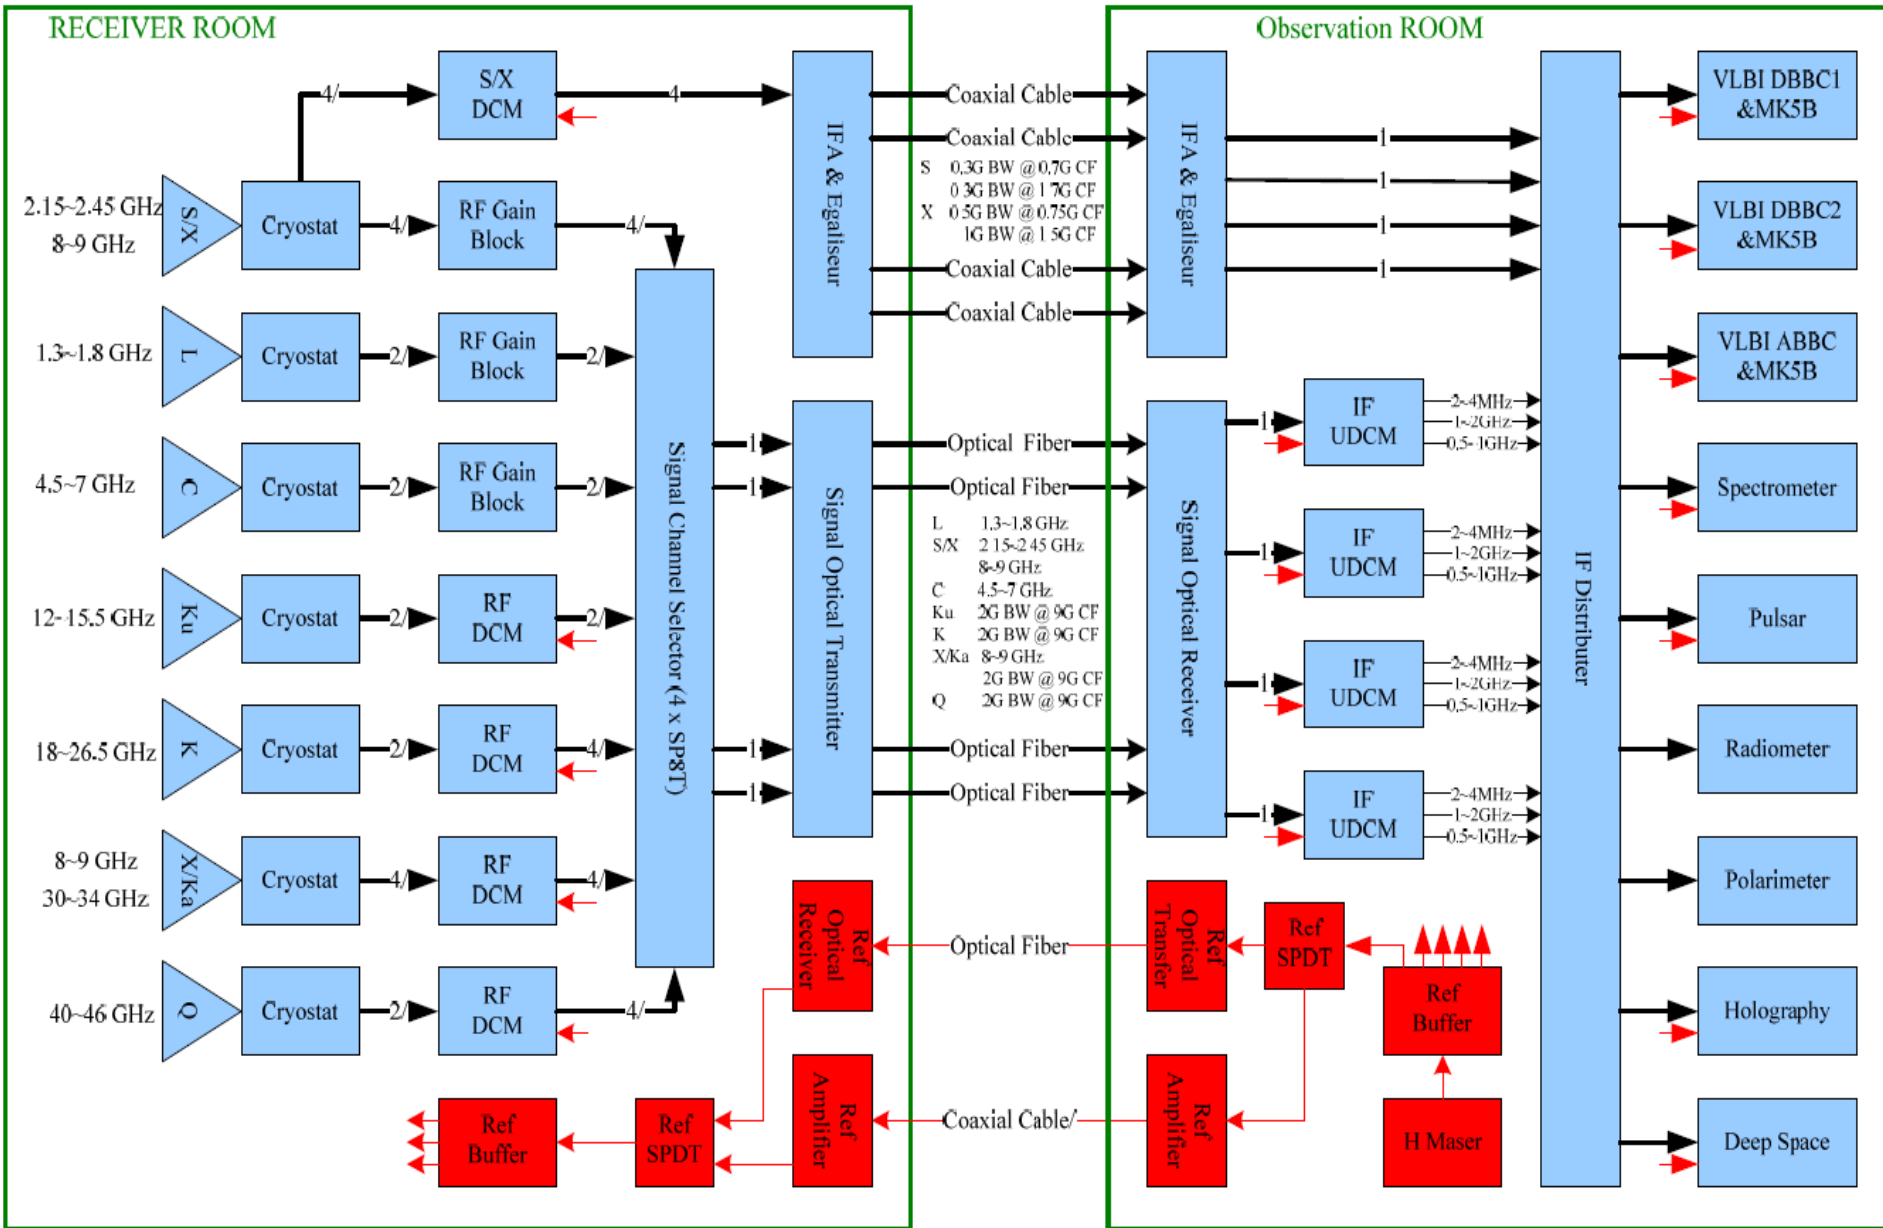 RECEIVER ROOM
Observation ROOM
S/X
DCM
4/
4
IFA & Egatiseur
Coaxial Cable
Coaxial Cable
S 0.3G BW @ 0.7G CF
0.3G BW @ 1.7G CF
X 0.5G BW @ 0.75G CF
1G BW @ 1.5G CF
Coaxial Cable
Coaxial Cable
IFA & Egatiseur
1
1
1
1
2.15~2.45 GHz
8~9 GHz
S/X
Cryostat
4/
RF Gain
Block
4/
1.3~1.8 GHz
L
Cryostat
2/
RF Gain
Block
2/
4.5~7 GHz
C
Cryostat
2/
RF Gain
Block
2/
12~15.5 GHz
Ku
Cryostat
2/
RF
DCM
2/
18~26.5 GHz
K
Cryostat
2/
RF
DCM
4/
8~9 GHz
30~34 GHz
X/Ka
Cryostat
4/
RF
DCM
4/
40~46 GHz
Q
Cryostat
2/
RF
DCM
4/
Signal Channel Selector (4 x SP8T)
1
1
1
1
Signal Optical Transmitter
Optical Fiber
Optical Fiber
L 1.3~1.8 GHz
S/X 2.15~2.45 GHz
8~9 GHz
C 4.5~7 GHz
Ku 2G BW @ 9G CF
K 2G BW @ 9G CF
X/Ka 8~9 GHz
2G BW @ 9G CF
Q 2G BW @ 9G CF
Optical Fiber
Optical Fiber
Signal Optical Receiver
1
IF
UDCM
2~4MHz
1~2GHz
0.5~1GHz
1
IF
UDCM
2~4MHz
1~2GHz
0.5~1GHz
1
IF
UDCM
2~4MHz
1~2GHz
0.5~1GHz
1
IF
UDCM
2~4MHz
1~2GHz
0.5~1GHz
IF Distributer
VLBI DBBC1
&MK5B
VLBI DBBC2
&MK5B
VLBI ABBC
&MK5B
Spectrometer
Pulsar
Radiometer
Polarimeter
Holography
Deep Space
Ref
Optical
Receiver
Optical Fiber
Ref
Optical
Transfer
Ref
SPDT
Ref
Buffer
H Maser
Ref
Buffer
Ref
SPDT
Ref
Amplifier
Coaxial Cable/
Ref
Amplifier